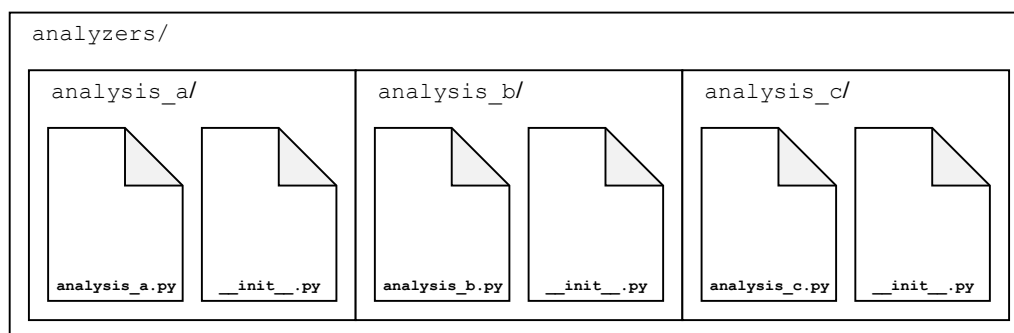 analyzers/
analysis_a/
analysis_b/
analysis_c/
analysis_a.py
__init__.py
analysis_b.py
__init__.py
analysis_c.py
__init__.py